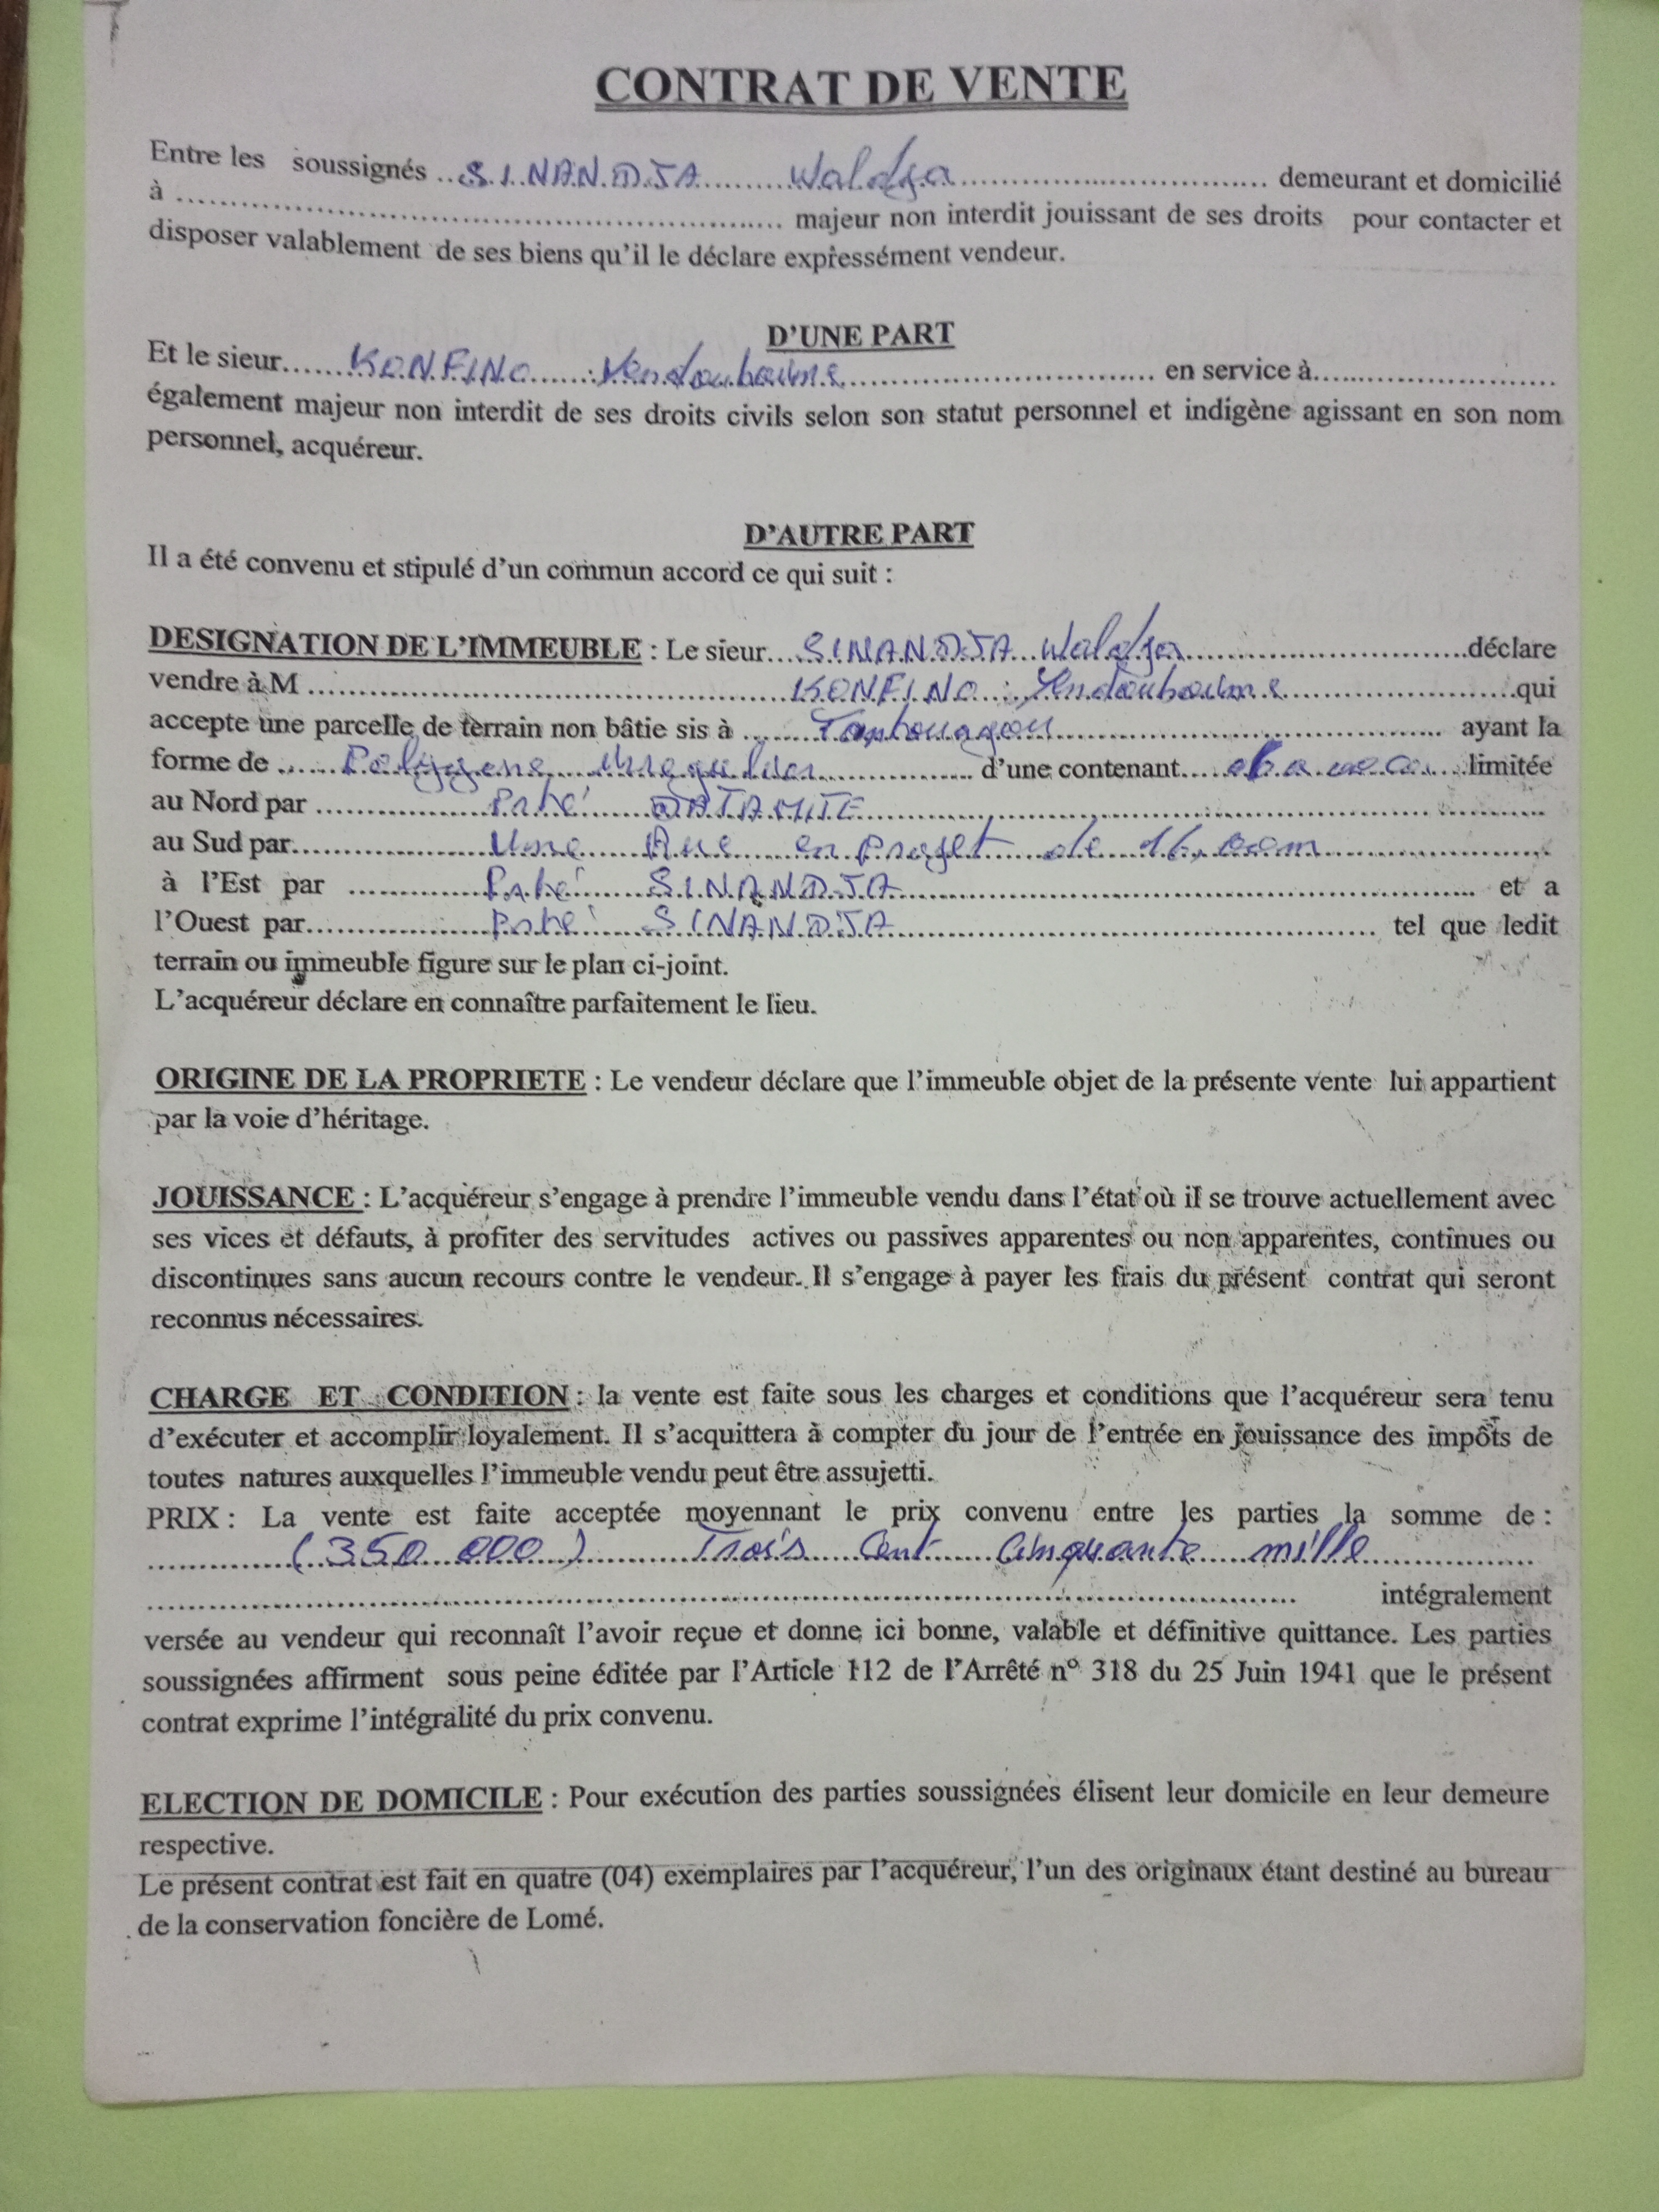 CONTRAT DE VENTE
Entre les soussignés ..SINANDJA........Waldja............ demeurant et domicilié
à ............ majeur non interdit jouissant de ses droits pour contacter et
disposer valablement de ses biens qu'il le déclare expressément vendeur.
D'UNE PART
Et le sieur......KONFINO............ en service à............
également majeur non interdit de ses droits civils selon son statut personnel et indigène agissant en son nom
personnel, acquéreur.
D'AUTRE PART
Il a été convenu et stipulé d'un commun accord ce qui suit :
DESIGNATION DE L'IMMEUBLE : Le sieur...SINANDJA...Waldja............déclare
vendre à M ............KONFINO............qui
accepte une parcelle de terrain non bâtie sis à ............ ayant la
forme de ......Polygone irregulier............ d'une contenant............limitée
au Nord par ............Ppté DATAMITE............
au Sud par............Une Rue en Projet de 16,00m............
à l'Est par ............Ppté SINANDJA............ et a
l'Ouest par............Ppté SINANDJA............ tel que ledit
terrain ou immeuble figure sur le plan ci-joint.
L'acquéreur déclare en connaître parfaitement le lieu.
ORIGINE DE LA PROPRIETE : Le vendeur déclare que l'immeuble objet de la présente vente lui appartient
par la voie d'héritage.
JOUISSANCE : L'acquéreur s'engage à prendre l'immeuble vendu dans l'état où il se trouve actuellement avec
ses vices et défauts, à profiter des servitudes actives ou passives apparentes ou non apparentes, continues ou
discontinues sans aucun recours contre le vendeur. Il s'engage à payer les frais du présent contrat qui seront
reconnus nécessaires.
CHARGE ET CONDITION : la vente est faite sous les charges et conditions que l'acquéreur sera tenu
d'exécuter et accomplir loyalement. Il s'acquittera à compter du jour de l'entrée en jouissance des impôts de
toutes natures auxquelles l'immeuble vendu peut être assujetti.
PRIX : La vente est faite acceptée moyennant le prix convenu entre les parties la somme de :
............(350 000)......Trois Cent Cinquante mille............
............ intégralement
versée au vendeur qui reconnaît l'avoir reçue et donne ici bonne, valable et définitive quittance. Les parties
soussignées affirment sous peine éditée par l'Article 112 de l'Arrêté n° 318 du 25 Juin 1941 que le présent
contrat exprime l'intégralité du prix convenu.
ELECTION DE DOMICILE : Pour exécution des parties soussignées élisent leur domicile en leur demeure
respective.
Le présent contrat est fait en quatre (04) exemplaires par l'acquéreur, l'un des originaux étant destiné au bureau
de la conservation foncière de Lomé.